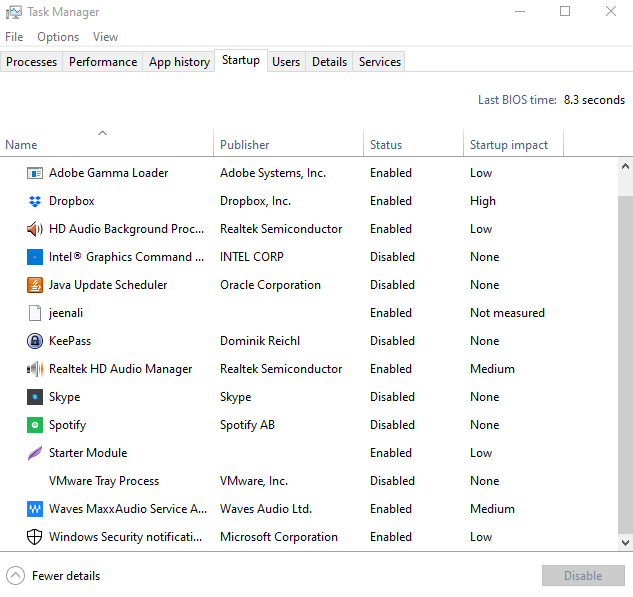 Task Manager
File Options View
Processes Performance App history Startup Users Details Services
Last BIOS time: 8.3 seconds
Name Publisher Status Startup impact
Adobe Gamma Loader Adobe Systems, Inc. Enabled Low
Dropbox Dropbox, Inc. Enabled High
HD Audio Background Proc... Realtek Semiconductor Enabled Low
Intel® Graphics Command ... INTEL CORP Disabled None
Java Update Scheduler Oracle Corporation Disabled None
jeenali Enabled Not measured
KeePass Dominik Reichl Disabled None
Realtek HD Audio Manager Realtek Semiconductor Enabled Medium
Skype Skype Disabled None
Spotify Spotify AB Disabled None
Starter Module Enabled Low
VMware Tray Process VMware, Inc. Disabled None
Waves MaxxAudio Service A... Waves Audio Ltd. Enabled Medium
Windows Security notificati... Microsoft Corporation Enabled Low
Fewer details Disable